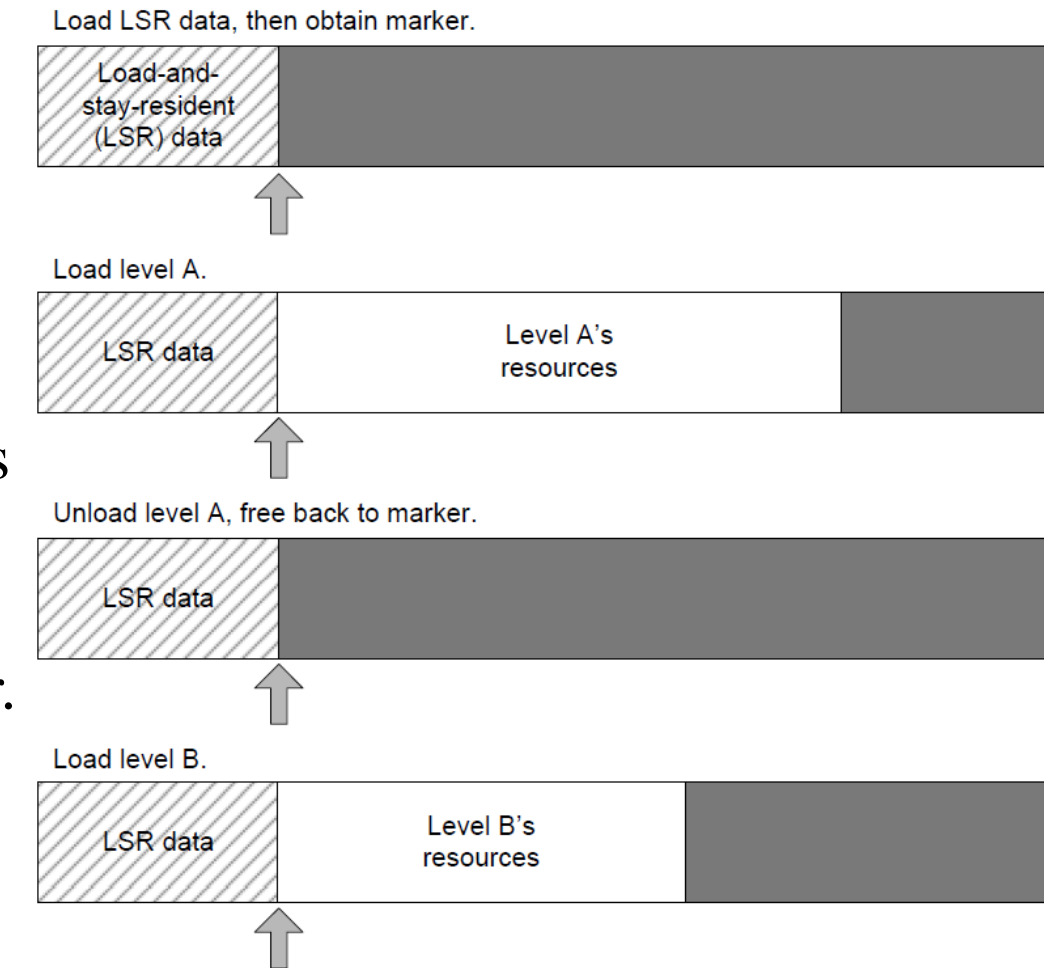 Load LSR data, then obtain marker.
Load-and-
stay-resident
(LSR) data
Load level A.
LSR data
Level A’s
resources
s
Unload level A, free back to marker.
LSR data
r.
Load level B.
LSR data
Level B’s
resources